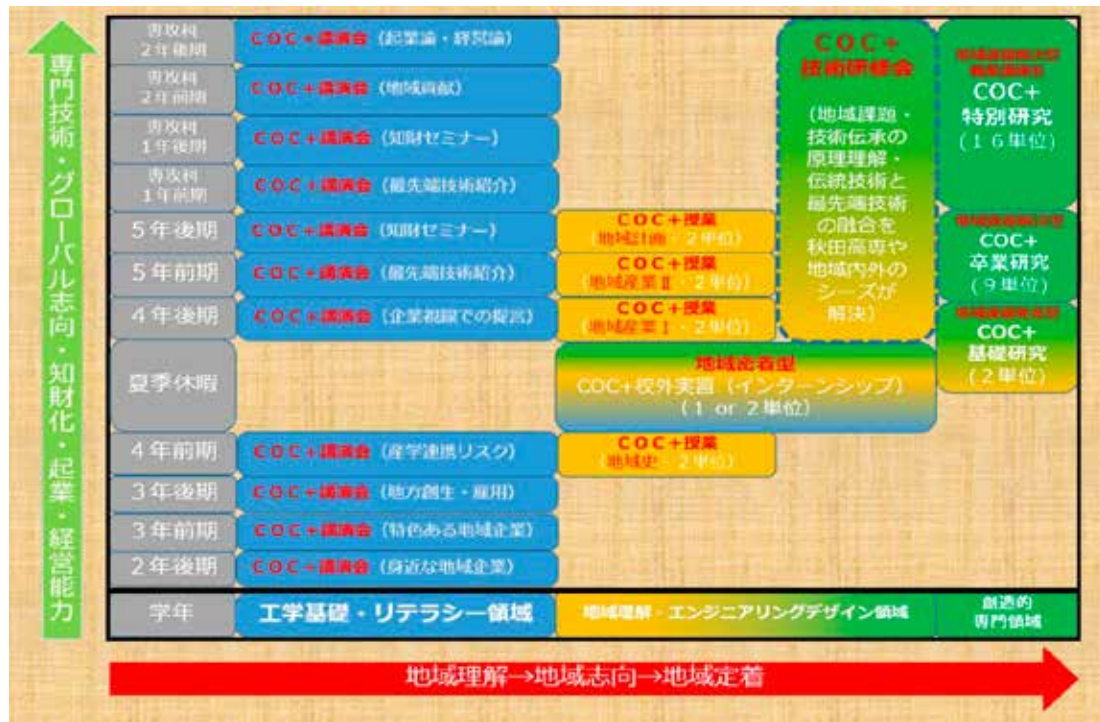 専門技術・グローバル志向・知財化・起業・経営能力
専攻科
2年後期
COC+講演会(起業論・経営論)
専攻科
2年前期
COC+講演会(地域貢献)
専攻科
1年後期
COC+講演会(知財セミナー)
専攻科
1年前期
COC+講演会(最先端技術紹介)
5年後期
COC+講演会(知財セミナー)
COC+授業
(地域計画・2単位)
5年前期
COC+講演会(最先端技術紹介)
COC+授業
(地域産業Ⅱ・2単位)
4年後期
COC+講演会(企業視線での提言)
COC+授業
(地域産業Ⅰ・2単位)
COC+
技術研修会
(地域課題・
技術伝承の
原理理解・
伝統技術と
最先端技術
の融合を
秋田高専や
地域内外の
シーズが
解決)
COC+
特別研究
(16単位)
COC+
卒業研究
(9単位)
COC+
基礎研究
(2単位)
夏季休暇
地域密着型
COC+校外実習(インターンシップ)
(1 or 2単位)
4年前期
COC+講演会(産学連携リスク)
COC+授業
(地域史・2単位)
3年後期
COC+講演会(地方創生・雇用)
3年前期
COC+講演会(特色ある地域企業)
2年後期
COC+講演会(身近な地域企業)
学年
工学基礎・リテラシー領域
地域理解・エンジニアリングデザイン領域
創造的
専門領域
地域理解→地域志向→地域定着